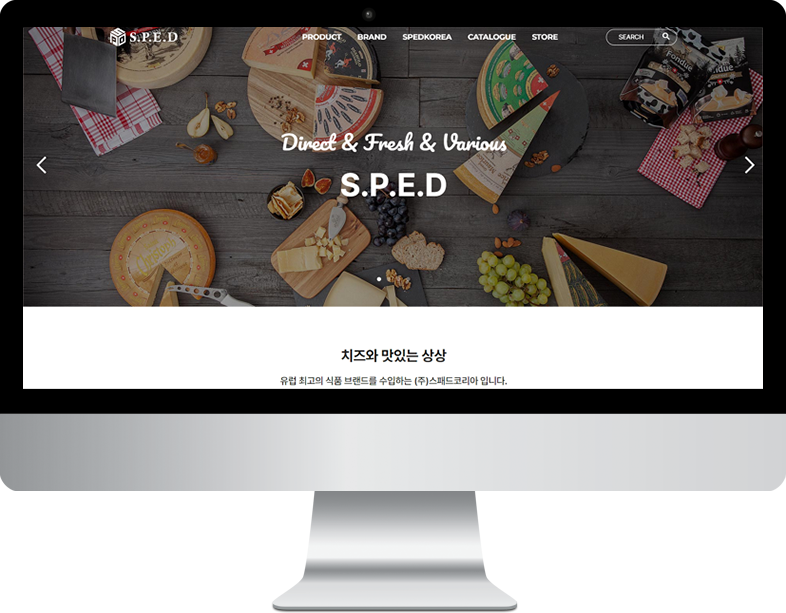 S.P.E.D
PRODUCT BRAND SPEDKOREA CATALOGUE STORE
SEARCH
Direct & Fresh & Various
S.P.E.D
치즈와 맛있는 상상
유럽 최고의 식품 브랜드를 수입하는 (주)스패드코리아 입니다.